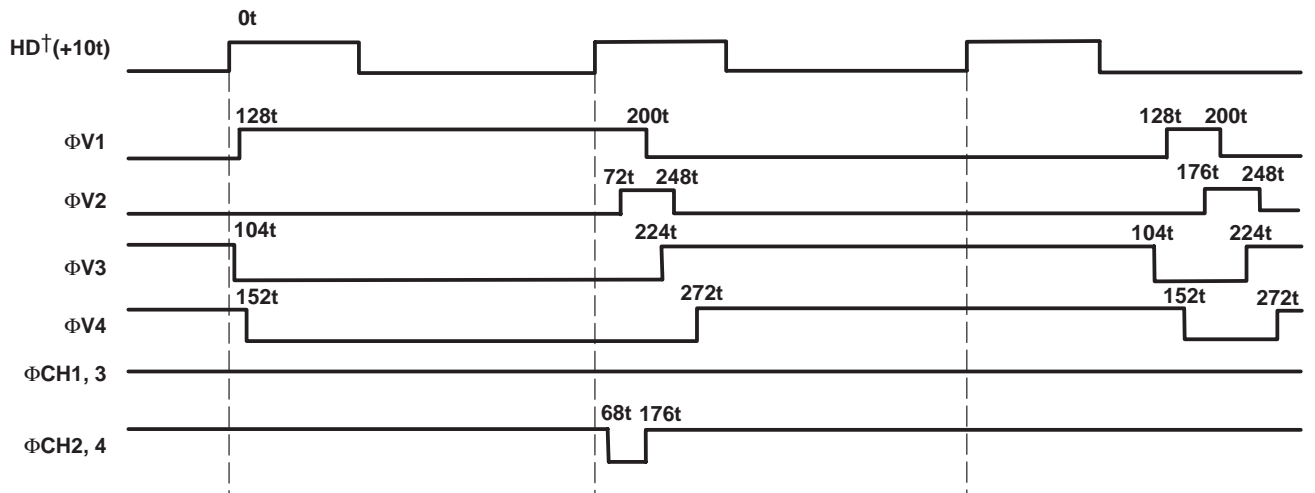 0t
HD†(+10t)
128t 200t 128t 200t
ΦV1
72t 248t 176t 248t
ΦV2
104t 224t 104t 224t
ΦV3
152t 272t 152t 272t
ΦV4
ΦCH1, 3
68t 176t
ΦCH2, 4